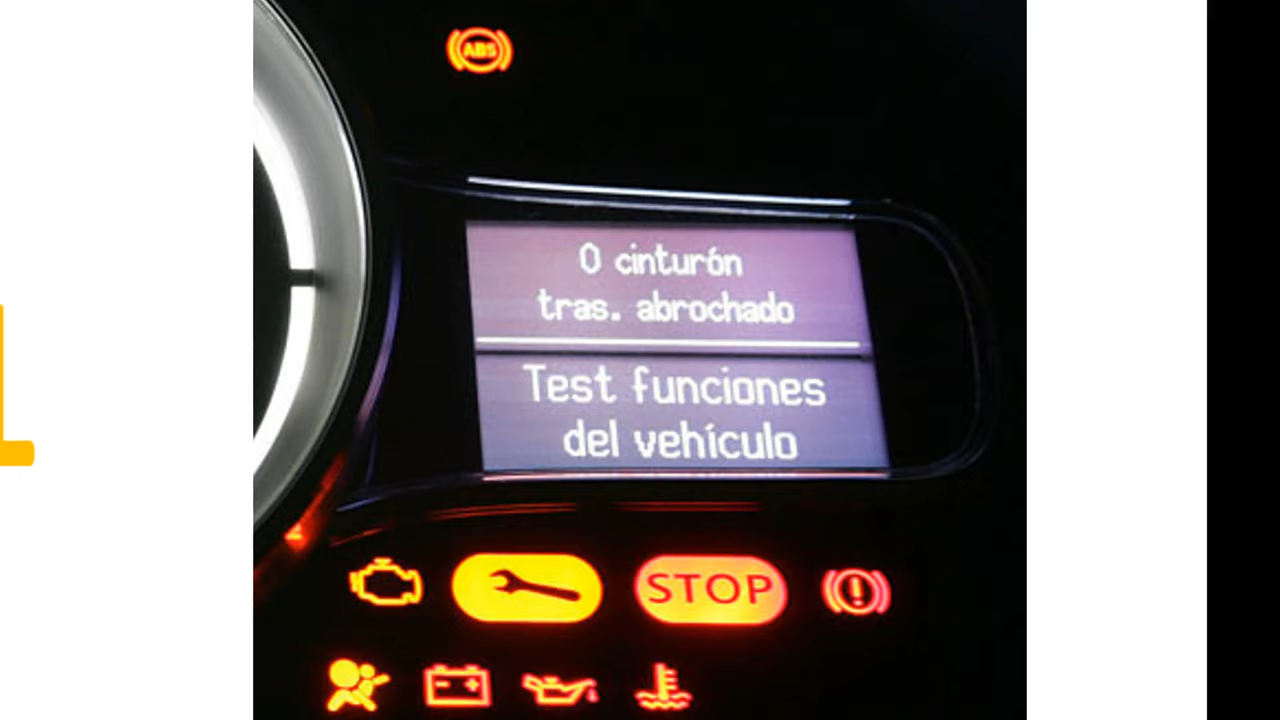 ABS
0 cinturón
tras. abrochado
Test funciones
del vehículo
STOP